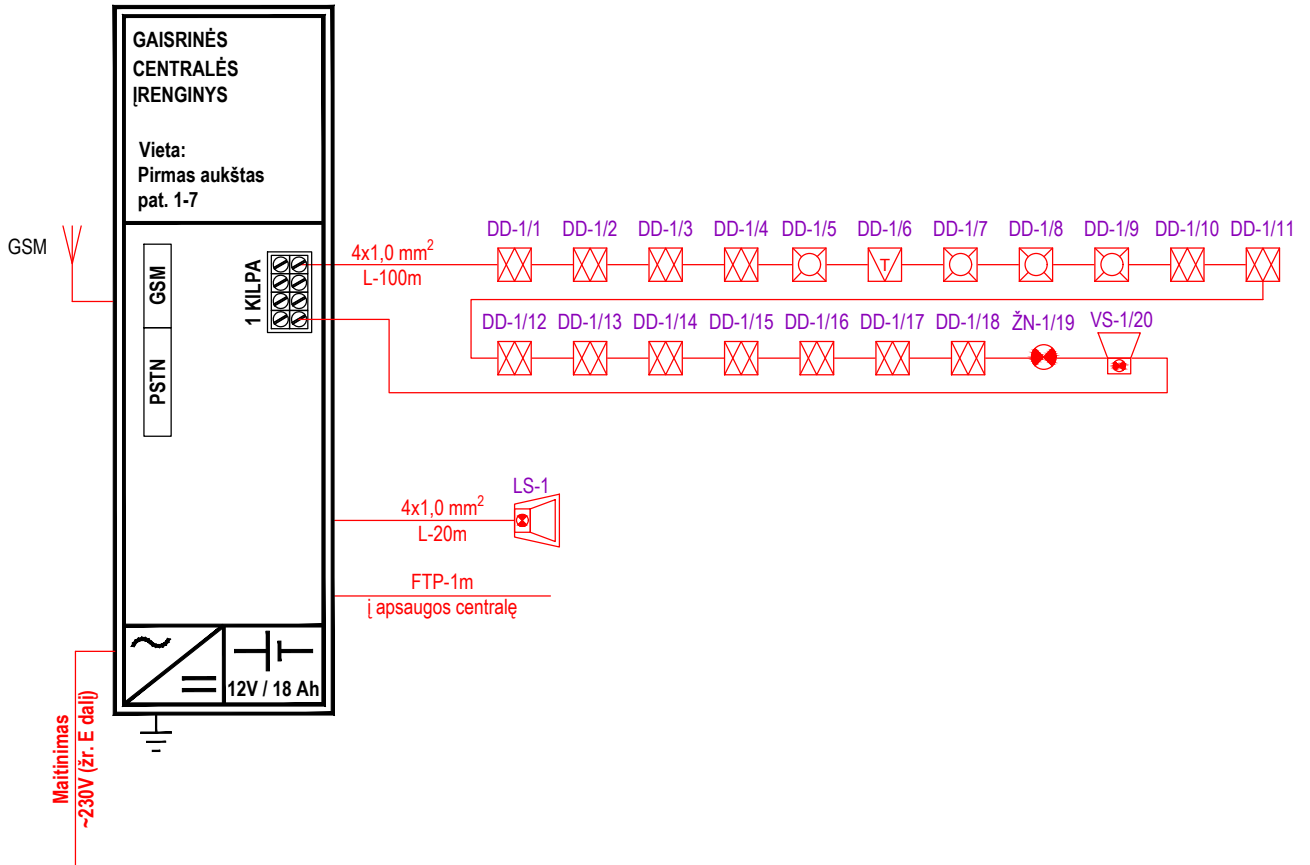 GAISRINĖS
CENTRALĖS
ĮRENGINYS
Vieta:
Pirmas aukštas
pat. 1-7
GSM
GSM
PSTN
1 KILPA
4x1,0 mm²
L-100m
DD-1/1 DD-1/2 DD-1/3 DD-1/4 DD-1/5 DD-1/6 DD-1/7 DD-1/8 DD-1/9 DD-1/10 DD-1/11
T
DD-1/12 DD-1/13 DD-1/14 DD-1/15 DD-1/16 DD-1/17 DD-1/18 ŽN-1/19 VS-1/20
LS-1
4x1,0 mm²
L-20m
FTP-1m
į apsaugos centralę
12V / 18 Ah
Maitinimas
~230V (žr. E dalį)